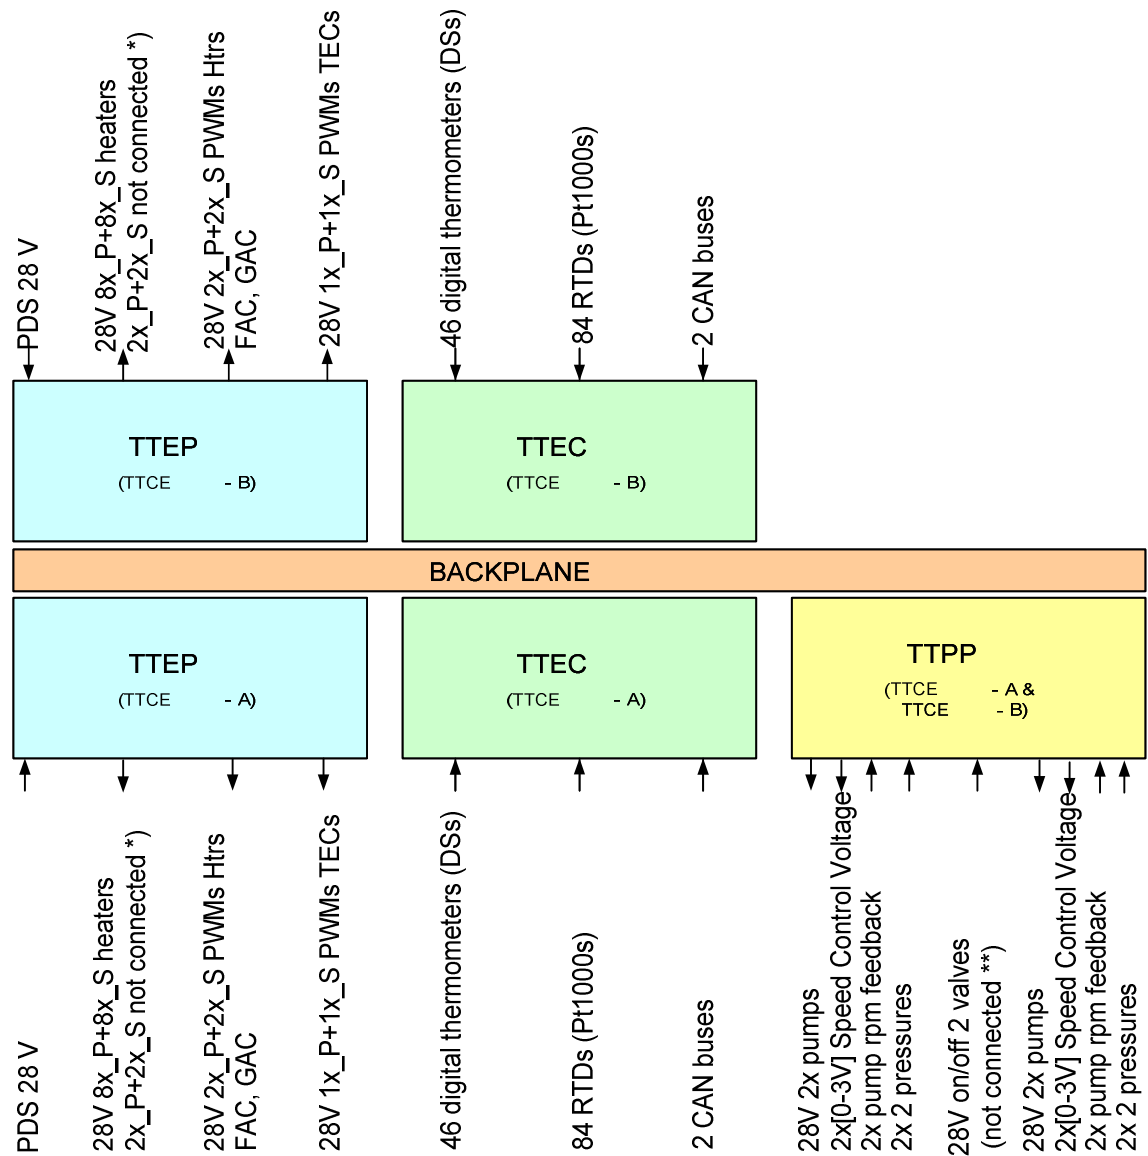 PDS 28 V
28V 8x_P+8x_S heaters
2x_P+2x_S not connected *)
28V 2x_P+2x_S PWMs Htrs
FAC, GAC
28V 1x_P+1x_S PWMs TECs
46 digital thermometers (DSs)
84 RTDs (Pt1000s)
2 CAN buses
TTEP
(TTCE - B)
TTEC
(TTCE - B)
BACKPLANE
TTEP
(TTCE - A)
TTEC
(TTCE - A)
TTPP
(TTCE - A &
TTCE - B)
PDS 28 V
28V 8x_P+8x_S heaters
2x_P+2x_S not connected *)
28V 2x_P+2x_S PWMs Htrs
FAC, GAC
28V 1x_P+1x_S PWMs TECs
46 digital thermometers (DSs)
84 RTDs (Pt1000s)
2 CAN buses
28V 2x pumps
2x[0-3V] Speed Control Voltage
2x pump rpm feedback
2x 2 pressures
28V on/off 2 valves
(not connected **)
28V 2x pumps
2x[0-3V] Speed Control Voltage
2x pump rpm feedback
2x 2 pressures